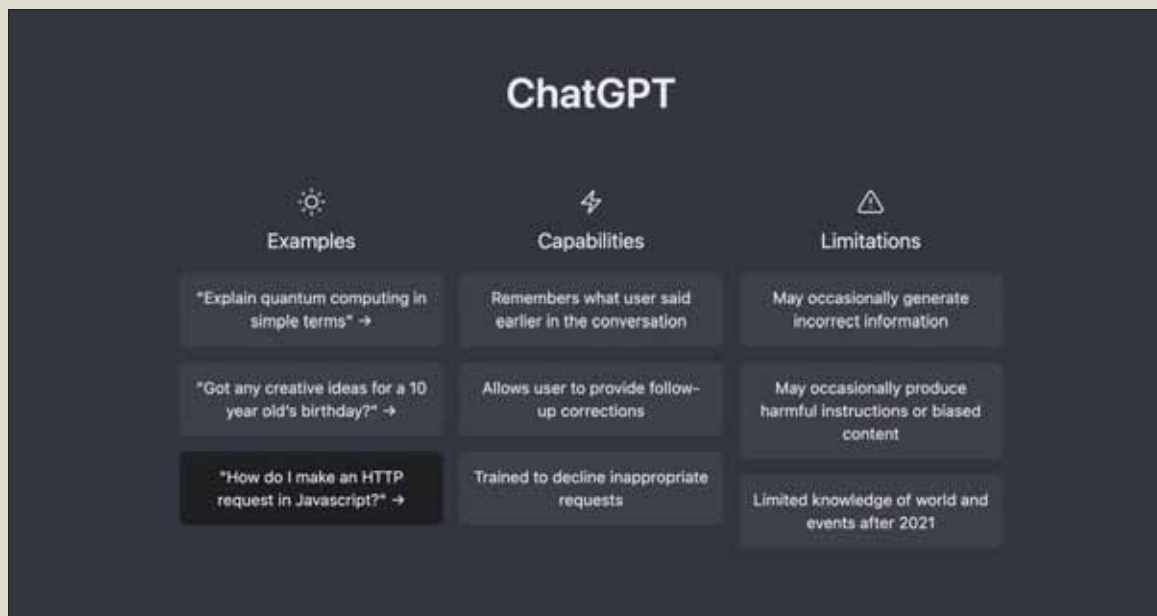 ChatGPT
Examples
"Explain quantum computing in
simple terms" →
"Got any creative ideas for a 10
year old's birthday?" →
"How do I make an HTTP
request in Javascript?" →
Capabilities
Remembers what user said
earlier in the conversation
Allows user to provide follow-
up corrections
Trained to decline inappropriate
requests
Limitations
May occasionally generate
incorrect information
May occasionally produce
harmful instructions or biased
content
Limited knowledge of world and
events after 2021